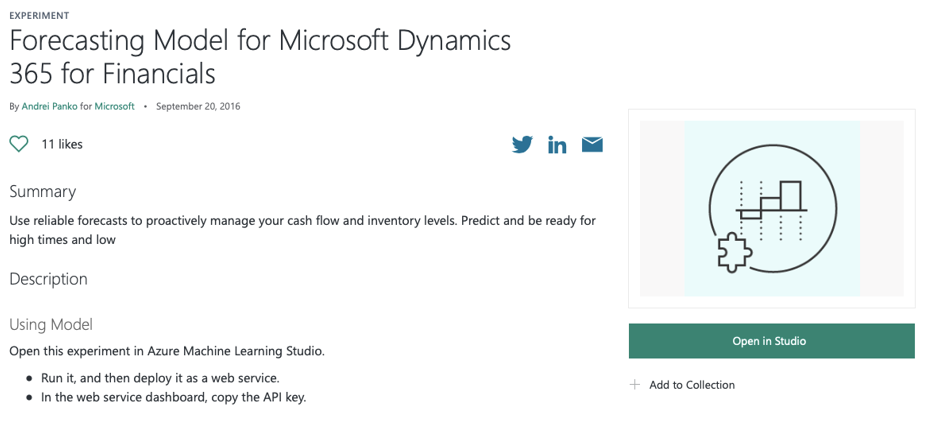 EXPERIMENT
Forecasting Model for Microsoft Dynamics
365 for Financials
By Andrei Panko for Microsoft • September 20, 2016
11 likes
Summary
Use reliable forecasts to proactively manage your cash flow and inventory levels. Predict and be ready for
high times and low
Description
Using Model
Open this experiment in Azure Machine Learning Studio.
• Run it, and then deploy it as a web service.
• In the web service dashboard, copy the API key.
Open in Studio
Add to Collection